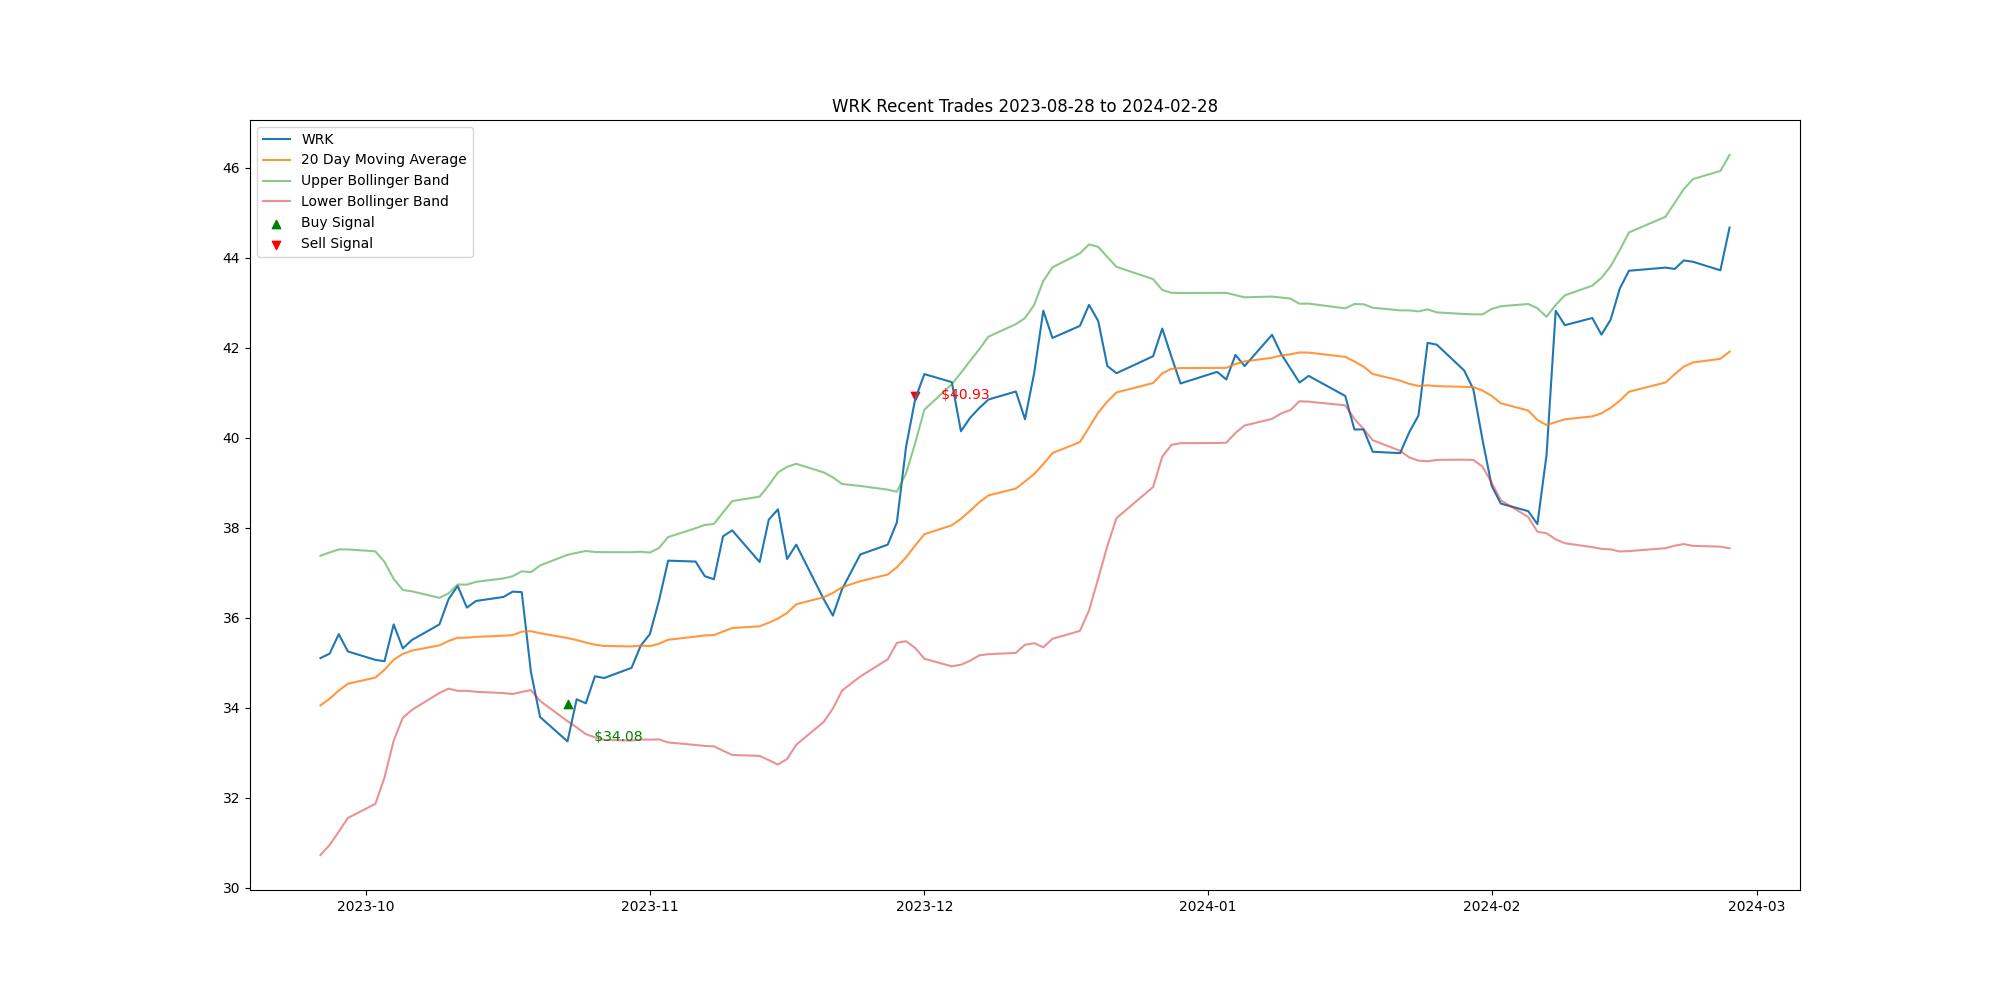 WRK Recent Trades 2023-08-28 to 2024-02-28
WRK
20 Day Moving Average
Upper Bollinger Band
Lower Bollinger Band
Buy Signal
Sell Signal
46
44
42
40
38
36
34
32
30
$40.93
$34.08
2023-10
2023-11
2023-12
2024-01
2024-02
2024-03